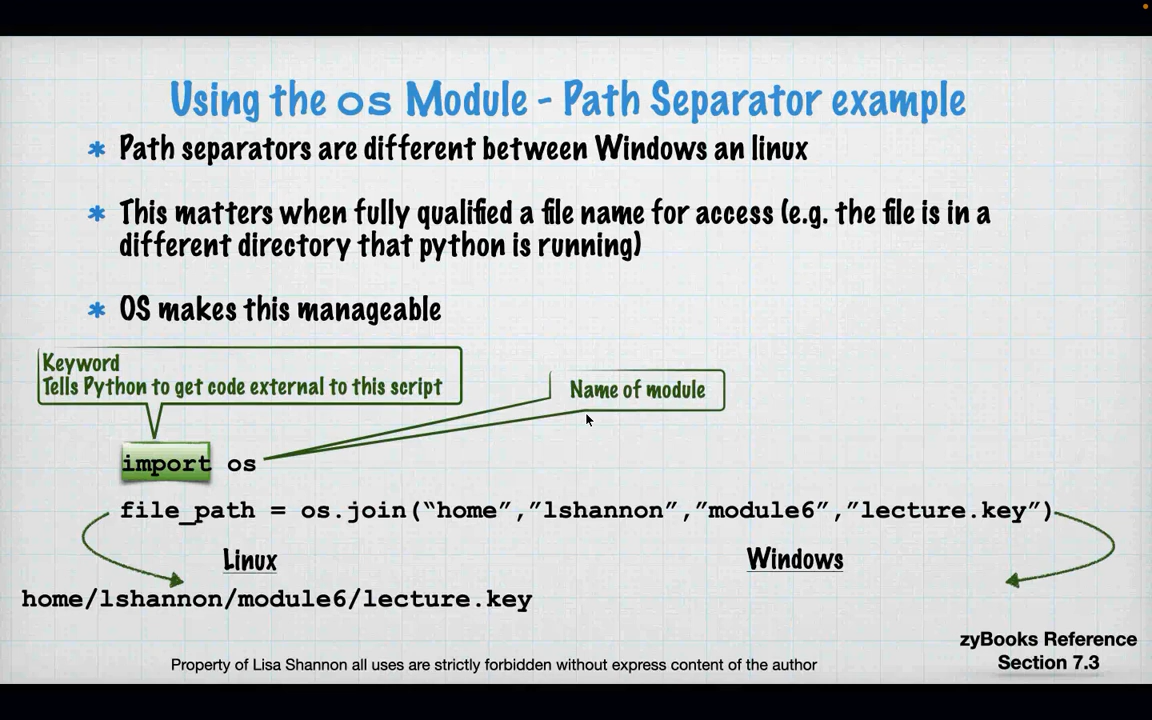 Using the os Module - Path Separator example
* Path separators are different between Windows an linux
* This matters when fully qualified a file name for access (e.g. the file is in a
different directory that python is running)
* OS makes this manageable
Keyword
Tells Python to get code external to this script
Name of module
import os
file_path = os.join(“home”,”lshannon”,”module6”,”lecture.key”)
Linux
Windows
home/lshannon/module6/lecture.key
zyBooks Reference
Section 7.3
Property of Lisa Shannon all uses are strictly forbidden without express content of the author